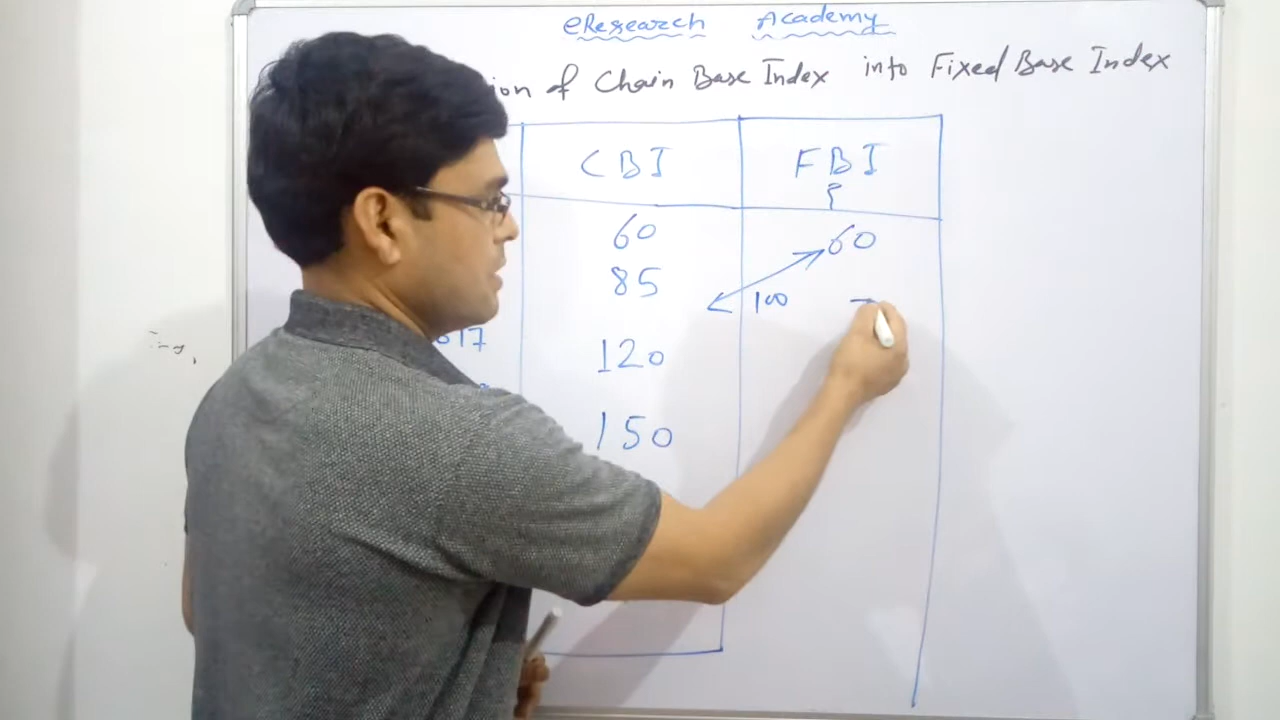 eResearch Academy
ion of Chain Base Index into Fixed Base Index
CBI FBI
60 60
85 100
017 120
150